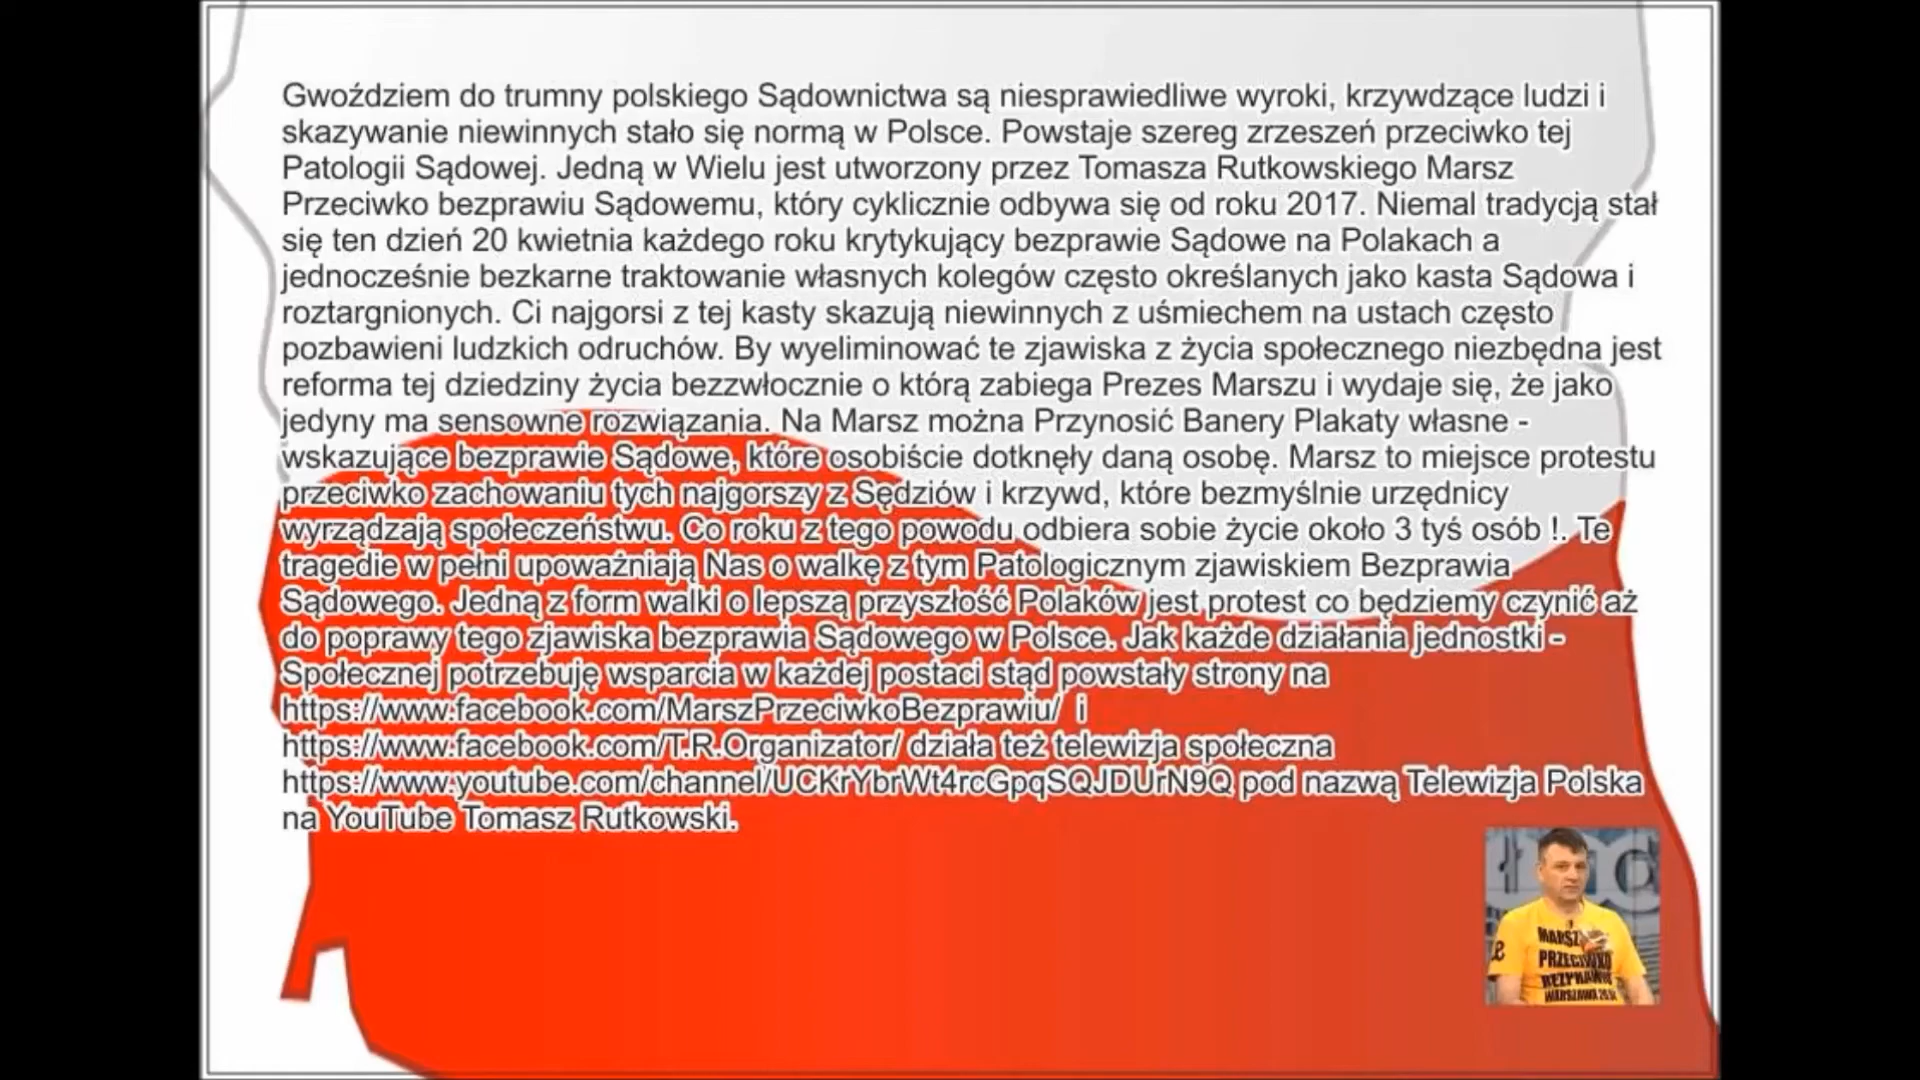 Gwoździem do trumny polskiego Sądownictwa są niesprawiedliwe wyroki, krzywdzące ludzi i
skazywanie niewinnych stało się normą w Polsce. Powstaje szereg zrzeszeń przeciwko tej
Patologii Sądowej. Jedną w Wielu jest utworzony przez Tomasza Rutkowskiego Marsz
Przeciwko bezprawiu Sądowemu, który cyklicznie odbywa się od roku 2017. Niemal tradycją stał
się ten dzień 20 kwietnia każdego roku krytykujący bezprawie Sądowe na Polakach a
jednocześnie bezkarne traktowanie własnych kolegów często określanych jako kasta Sądowa i
roztargnionych. Ci najgorsi z tej kasty skazują niewinnych z uśmiechem na ustach często
pozbawieni ludzkich odruchów. By wyeliminować te zjawiska z życia społecznego niezbędna jest
reforma tej dziedziny życia bezzwłocznie o którą zabiega Prezes Marszu i wydaje się, że jako
jedyny ma sensowne rozwiązania. Na Marsz można Przynosić Banery Plakaty własne -
wskazujące bezprawie Sądowe, które osobiście dotknęły daną osobę. Marsz to miejsce protestu
przeciwko zachowaniu tych najgorszy z Sędziów i krzywd, które bezmyślnie urzędnicy
wyrządzają społeczeństwu. Co roku z tego powodu odbiera sobie życie około 3 tyś osób !. Te
tragedie w pełni upoważniają Nas o walkę z tym Patologicznym zjawiskiem Bezprawia
Sądowego. Jedną z form walki o lepszą przyszłość Polaków jest protest co będziemy czynić aż
do poprawy tego zjawiska bezprawia Sądowego w Polsce. Jak każde działania jednostki -
Społecznej potrzebuję wsparcia w każdej postaci stąd powstały strony na
https://www.facebook.com/MarszPrzeciwkoBezprawiu/ i
https://www.facebook.com/T.R.Organizator/ działa też telewizja społeczna
https://www.youtube.com/channel/UCKrYbrWt4rcGpqSQJDUrN9Q pod nazwą Telewizja Polska
na YouTube Tomasz Rutkowski.
MARSZ
PRZECIWKO
BEZPRAWIU
WARSZAWA